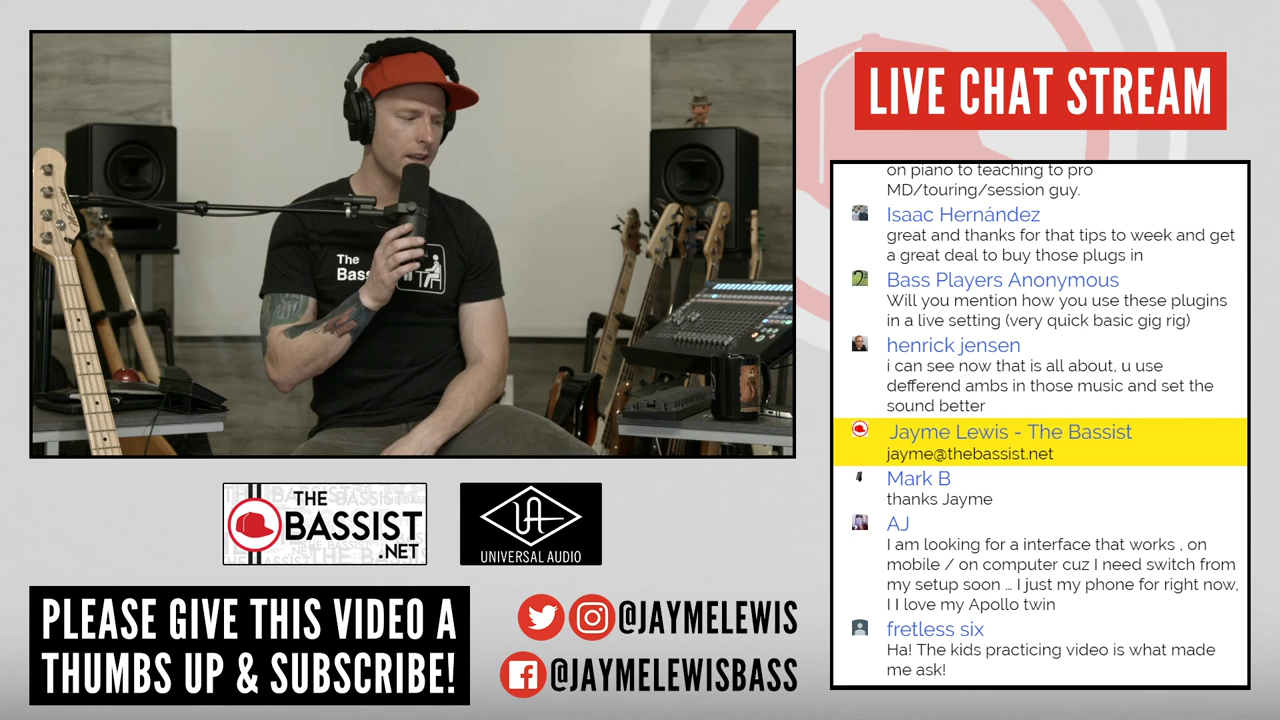 The
Bass
LIVE CHAT STREAM
on piano to teaching to pro
MD/touring/session guy.
Isaac Hernández
great and thanks for that tips to week and get
a great deal to buy those plugs in
Bass Players Anonymous
Will you mention how you use these plugins
in a live setting (very quick basic gig rig)
henrick jensen
i can see now that is all about, u use
defferend ambs in those music and set the
sound better
Jayme Lewis - The Bassist
jayme@thebassist.net
Mark B
thanks Jayme
AJ
I am looking for a interface that works , on
mobile / on computer cuz I need switch from
my setup soon ... I just my phone for right now,
I I love my Apollo twin
fretless six
Ha! The kids practicing video is what made
me ask!
THE
BASSIST
.NET
UNIVERSAL AUDIO
PLEASE GIVE THIS VIDEO A
THUMBS UP & SUBSCRIBE!
@JAYMELEWIS
@JAYMELEWISBASS